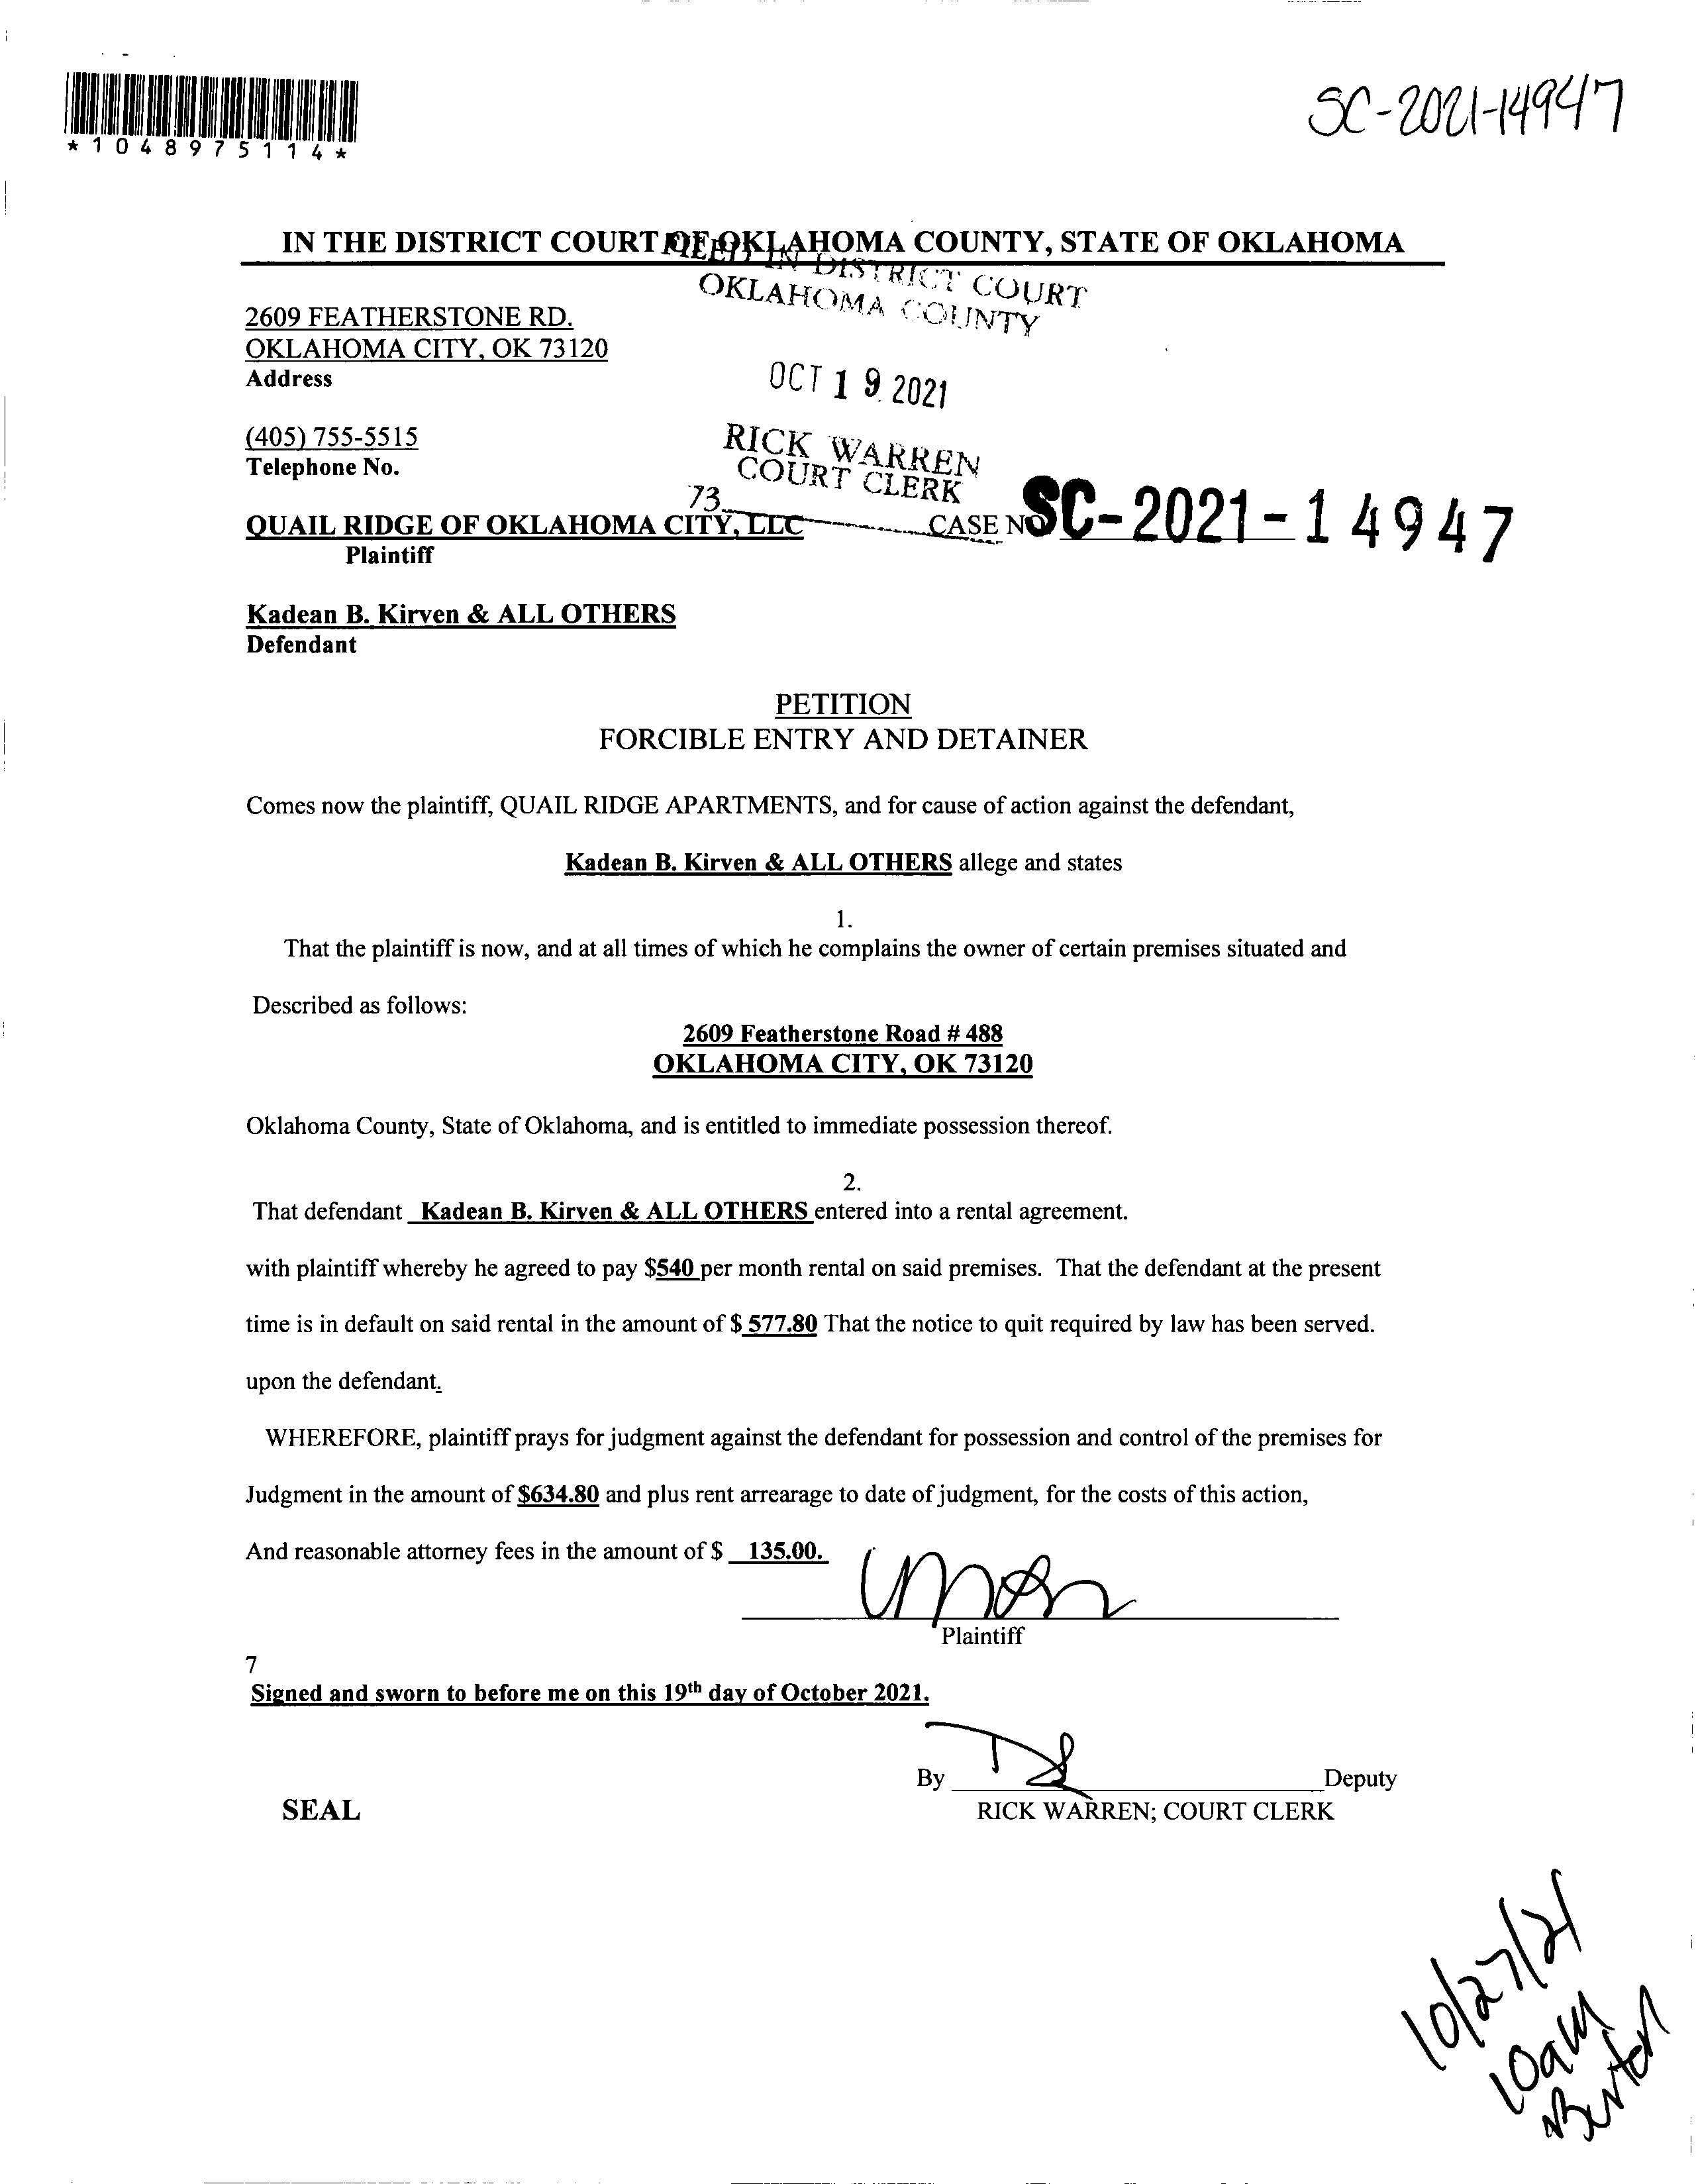 SC-2021-14947
*1048975114*
IN THE DISTRICT COURT OF OKLAHOMA COUNTY, STATE OF OKLAHOMA
FILED IN DISTRICT COURT
OKLAHOMA COUNTY
2609 FEATHERSTONE RD.
OKLAHOMA CITY, OK 73120
Address
OCT 19 2021
(405) 755-5515
Telephone No.
RICK WARREN
COURT CLERK
73
QUAIL RIDGE OF OKLAHOMA CITY, LLC CASE NO SC-2021-14947
Plaintiff
Kadean B. Kirven & ALL OTHERS
Defendant
PETITION
FORCIBLE ENTRY AND DETAINER
Comes now the plaintiff, QUAIL RIDGE APARTMENTS, and for cause of action against the defendant,
Kadean B. Kirven & ALL OTHERS allege and states
1.
That the plaintiff is now, and at all times of which he complains the owner of certain premises situated and
Described as follows:
2609 Featherstone Road # 488
OKLAHOMA CITY, OK 73120
Oklahoma County, State of Oklahoma, and is entitled to immediate possession thereof.
2.
That defendant Kadean B. Kirven & ALL OTHERS entered into a rental agreement.
with plaintiff whereby he agreed to pay $540 per month rental on said premises. That the defendant at the present
time is in default on said rental in the amount of $ 577.80 That the notice to quit required by law has been served.
upon the defendant.
WHEREFORE, plaintiff prays for judgment against the defendant for possession and control of the premises for
Judgment in the amount of $634.80 and plus rent arrearage to date of judgment, for the costs of this action,
And reasonable attorney fees in the amount of $ 135.00.
Plaintiff
7
Signed and sworn to before me on this 19th day of October 2021.
By Deputy
SEAL
RICK WARREN; COURT CLERK
10/27/21
10am
Burton